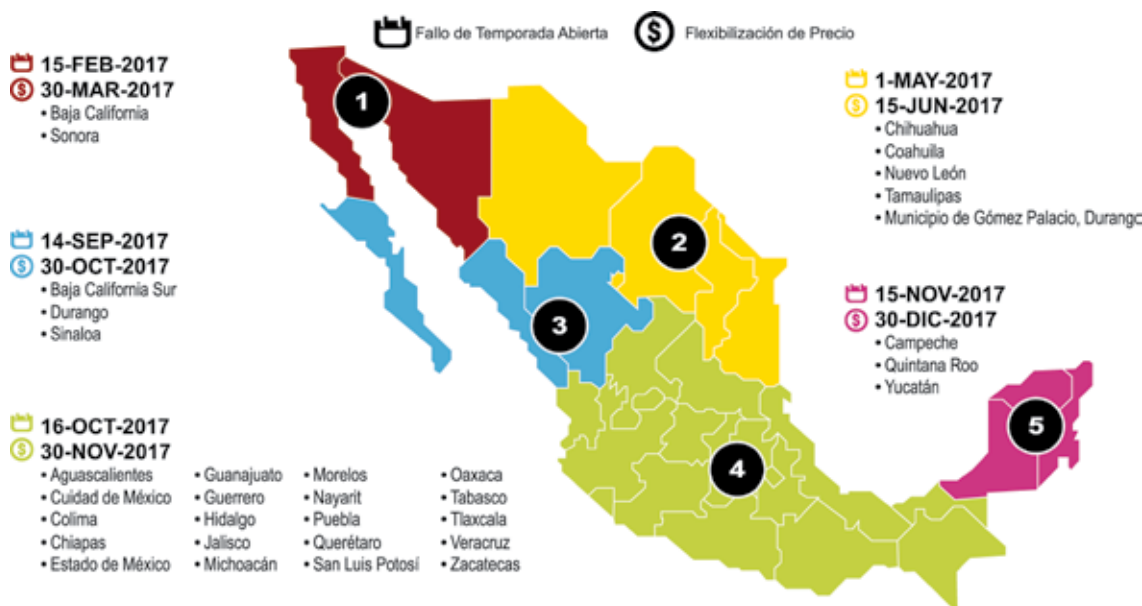 Fallo de Temporada Abierta
Flexibilización de Precio
15-FEB-2017
30-MAR-2017
• Baja California
• Sonora
1-MAY-2017
15-JUN-2017
• Chihuahua
• Coahuila
• Nuevo León
• Tamaulipas
• Municipio de Gómez Palacio, Durango
14-SEP-2017
30-OCT-2017
• Baja California Sur
• Durango
• Sinaloa
15-NOV-2017
30-DIC-2017
• Campeche
• Quintana Roo
• Yucatán
16-OCT-2017
30-NOV-2017
• Aguascalientes
• Cuidad de México
• Colima
• Chiapas
• Estado de México
• Guanajuato
• Guerrero
• Hidalgo
• Jalisco
• Michoacán
• Morelos
• Nayarit
• Puebla
• Querétaro
• San Luis Potosí
• Oaxaca
• Tabasco
• Tlaxcala
• Veracruz
• Zacatecas
1
2
3
4
5